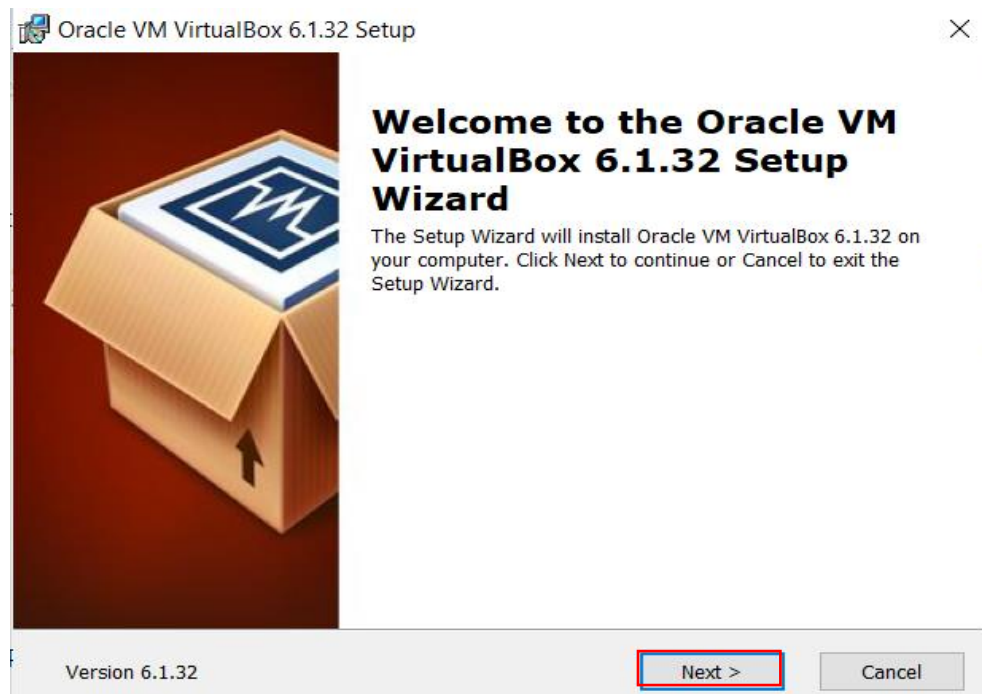 Oracle VM VirtualBox 6.1.32 Setup
Welcome to the Oracle VM
VirtualBox 6.1.32 Setup
Wizard
The Setup Wizard will install Oracle VM VirtualBox 6.1.32 on
your computer. Click Next to continue or Cancel to exit the
Setup Wizard.
Version 6.1.32
Next >
Cancel